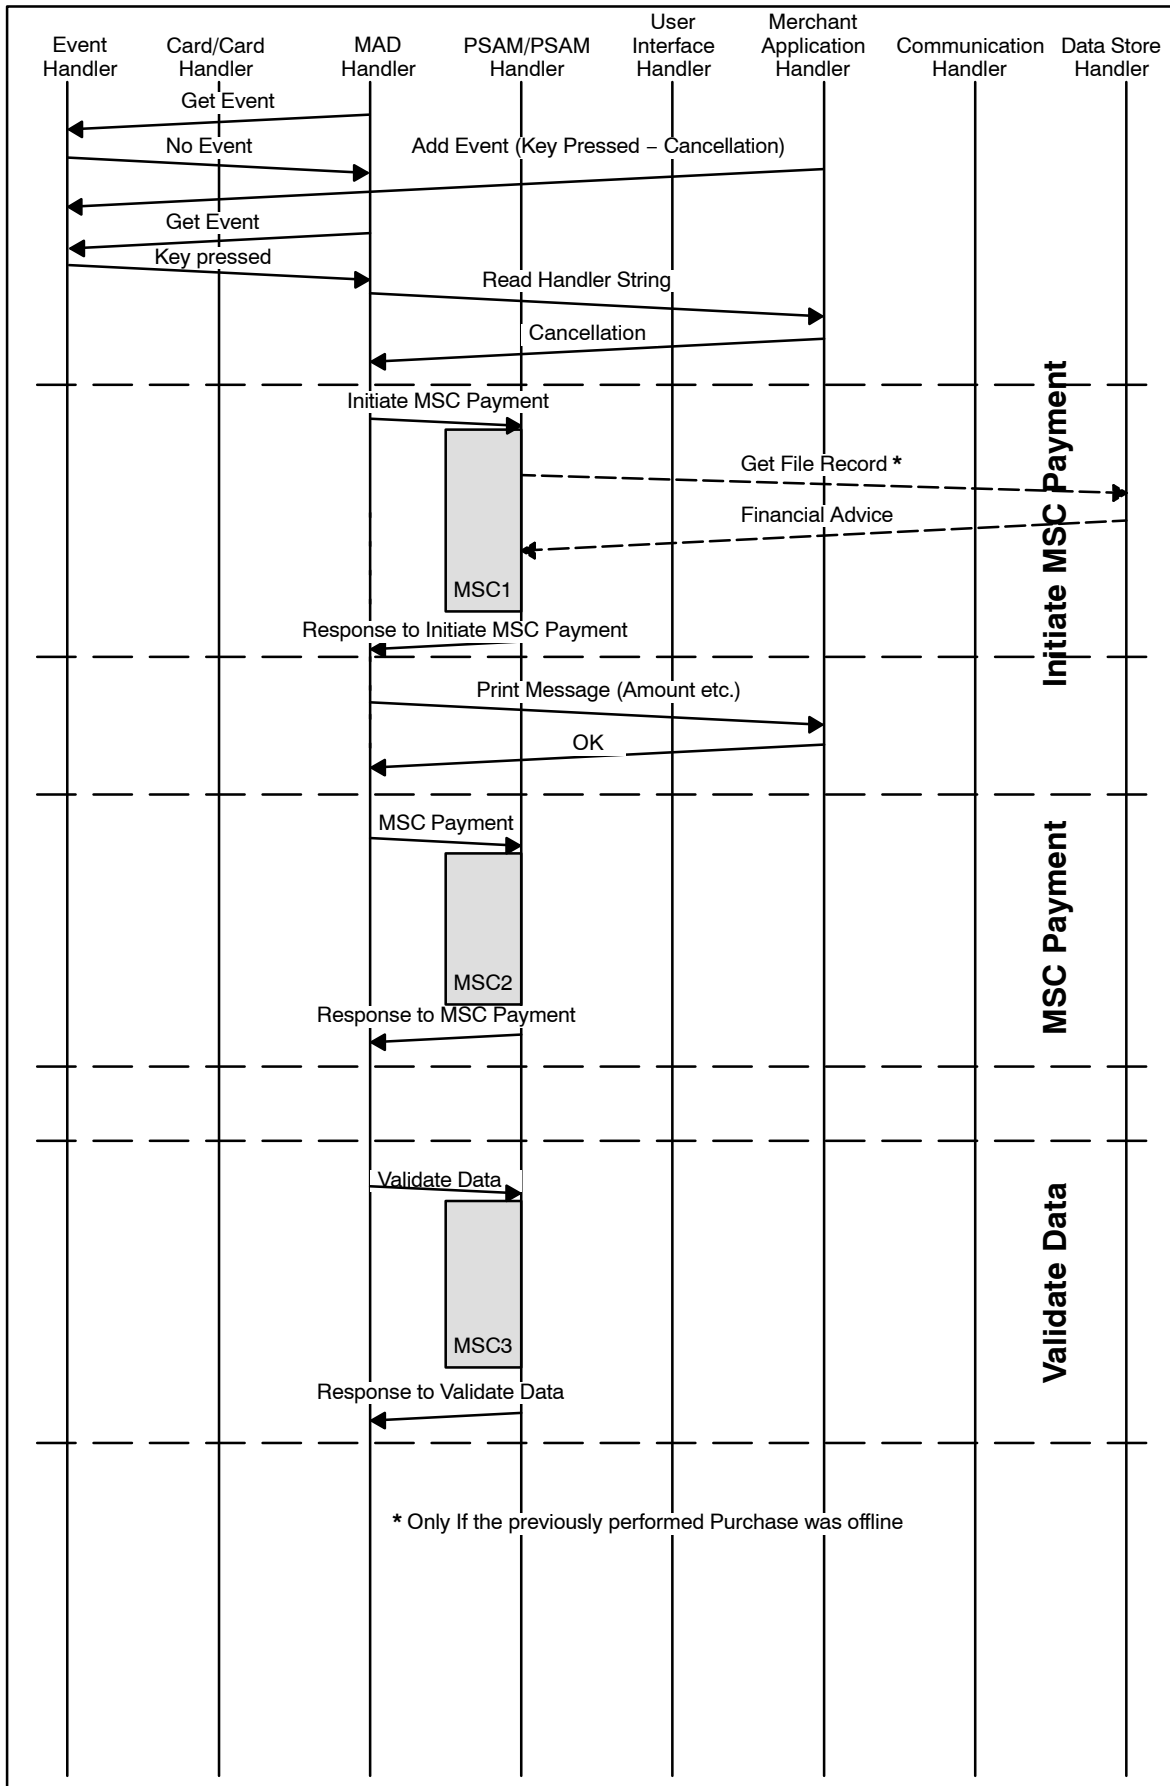 User Merchant
Event Card/Card MAD PSAM/PSAM Interface Application Communication Data Store
Handler Handler Handler Handler Handler Handler Handler Handler
Get Event
No Event
Add Event (Key Pressed – Cancellation)
Get Event
Key pressed
Read Handler String
Cancellation
Initiate MSC Payment
Get File Record *
Financial Advice
MSC1
Response to Initiate MSC Payment
Initiate MSC Payment
Print Message (Amount etc.)
OK
MSC Payment
MSC2
Response to MSC Payment
MSC Payment
Validate Data
MSC3
Response to Validate Data
Validate Data
* Only If the previously performed Purchase was offline